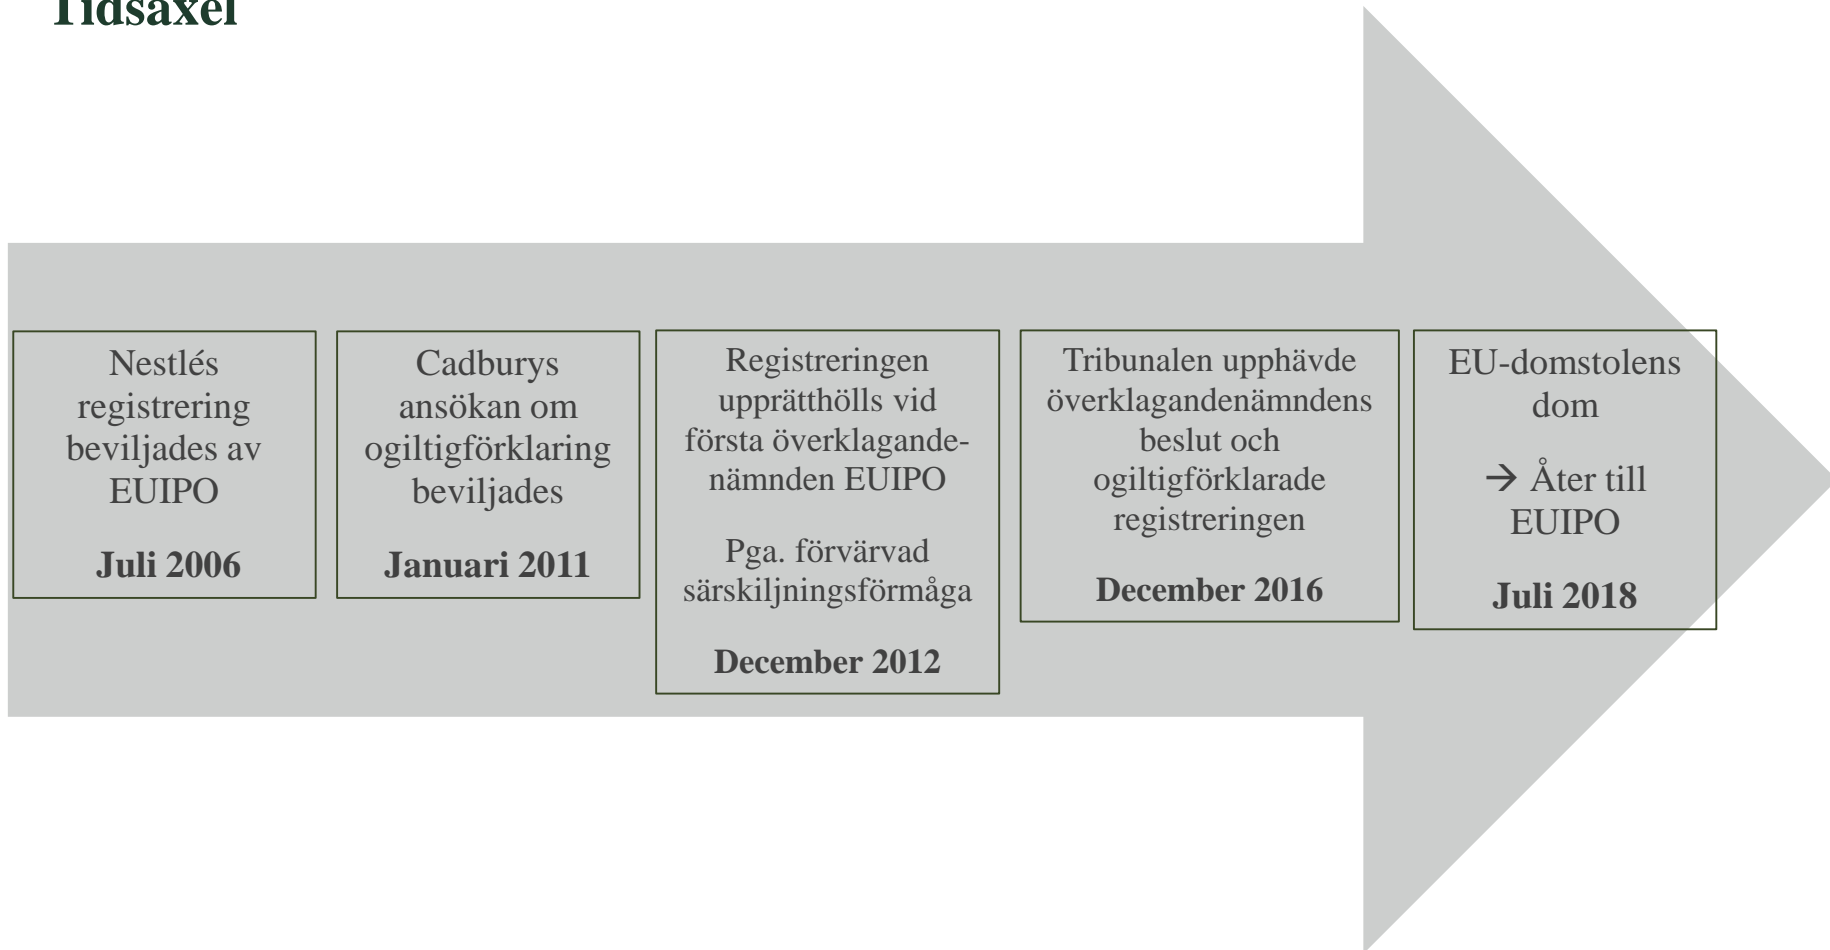 Tidsaxel
Nestlés
registrering
beviljades av
EUIPO
Juli 2006
Cadburys
ansökan om
ogiltigförklaring
beviljades
Januari 2011
Registreringen
upprätthölls vid
första överklagande-
nämnden EUIPO
Pga. förvärvad
särskiljningsförmåga
December 2012
Tribunalen upphävde
överklagandenämndens
beslut och
ogiltigförklarade
registreringen
December 2016
EU-domstolens
dom
→ Åter till
EUIPO
Juli 2018